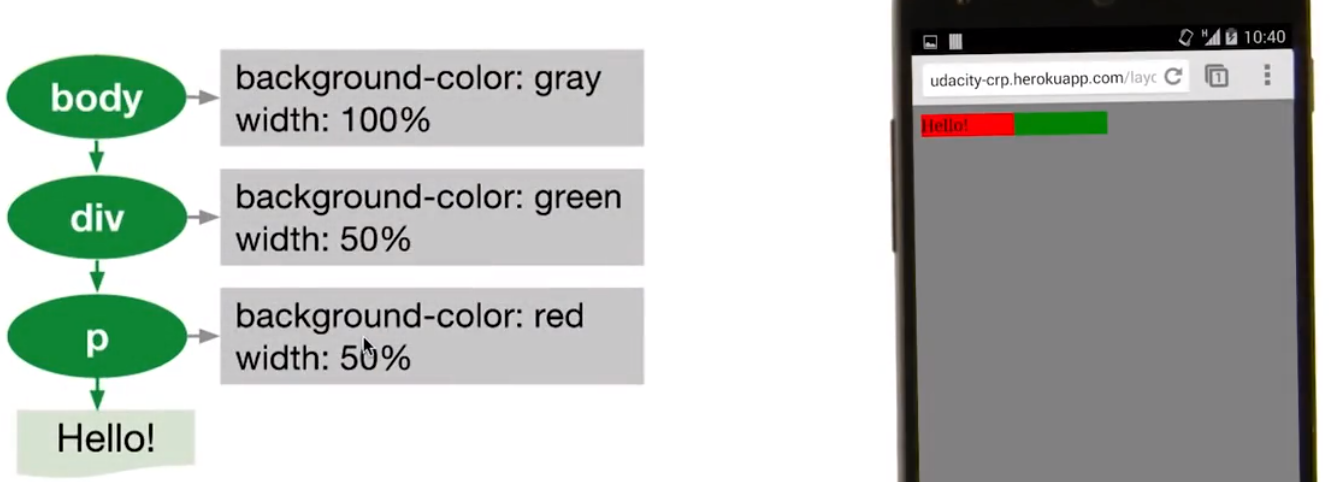 body
background-color: gray
width: 100%
div
background-color: green
width: 50%
p
background-color: red
width: 50%
Hello!
10:40
udacity-crp.herokuapp.com/layc
1
Hello!